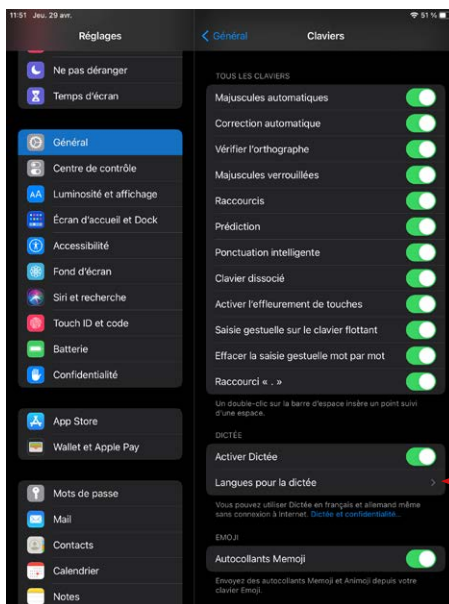 11:51 Jeu. 29 avr.
51 %
Réglages
Ne pas déranger
Temps d'écran
Général
Centre de contrôle
AA Luminosité et affichage
Écran d'accueil et Dock
Accessibilité
Fond d'écran
Siri et recherche
Touch ID et code
Batterie
Confidentialité
App Store
Wallet et Apple Pay
Mots de passe
Mail
Contacts
Calendrier
Notes
Général
Claviers
TOUS LES CLAVIERS
Majuscules automatiques
Correction automatique
Vérifier l'orthographe
Majuscules verrouillées
Raccourcis
Prédiction
Ponctuation intelligente
Clavier dissocié
Activer l'effleurement de touches
Saisie gestuelle sur le clavier flottant
Effacer la saisie gestuelle mot par mot
Raccourci « . »
Un double-clic sur la barre d'espace insère un point suivi
d'une espace.
DICTÉE
Activer Dictée
Langues pour la dictée
Vous pouvez utiliser Dictée en français et allemand même
sans connexion à Internet. Dictée et confidentialité...
EMOJI
Autocollants Memoji
Envoyez des autocollants Memoji et Animoji depuis votre
clavier Emoji.